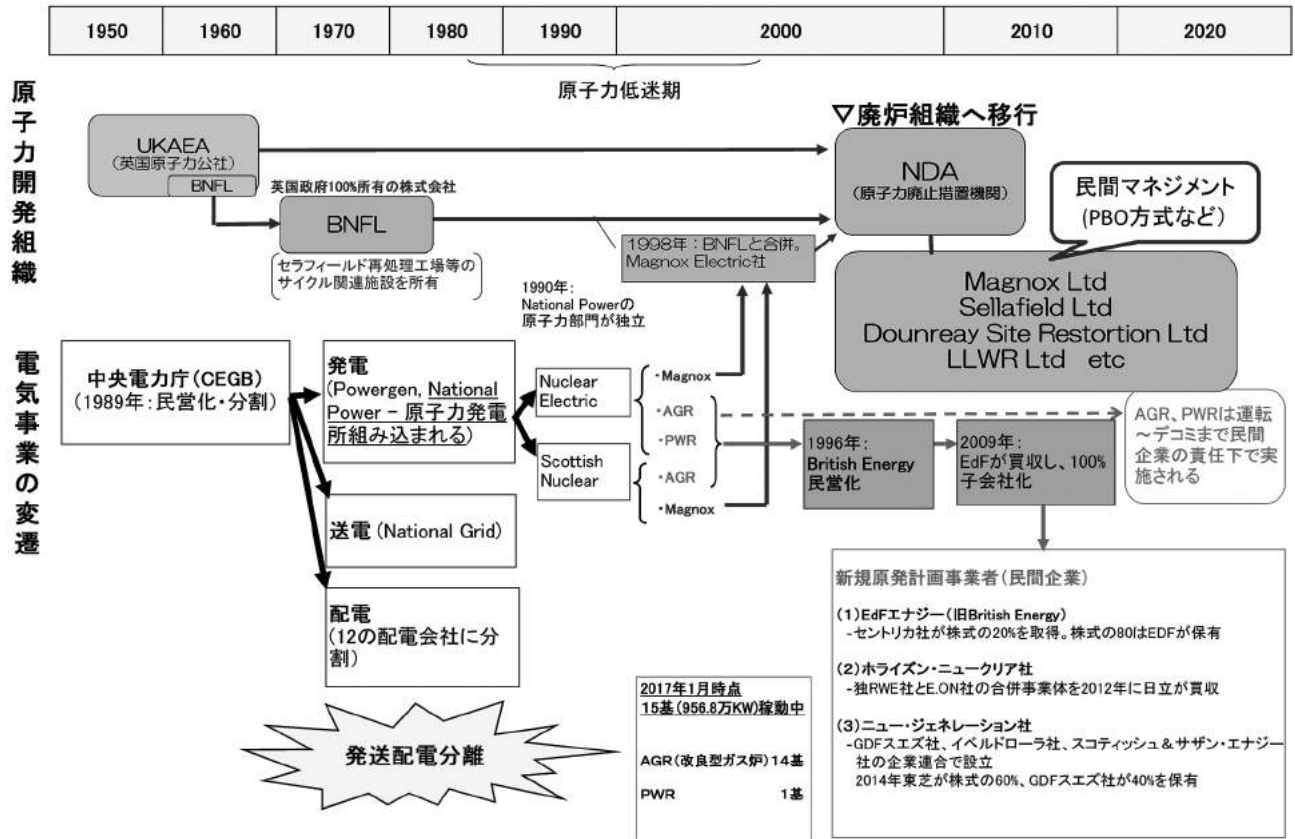 1950 1960 1970 1980 1990 2000 2010 2020
原子力低迷期
原子力開発組織
▽廃炉組織へ移行
UKAEA
(英国原子力公社)
BNFL
英国政府100%所有の株式会社
BNFL
セラフィールド再処理工場等の
サイクル関連施設を所有
NDA
(原子力廃止措置機関)
民間マネジメント
(PBO方式など)
1998年:BNFLと合併。
Magnox Electric社
Magnox Ltd
Sellafield Ltd
Dounreay Site Restortion Ltd
LLWR Ltd etc
1990年:
National Powerの
原子力部門が独立
電気事業の変遷
中央電力庁(CEGB)
(1989年:民営化・分割)
発電
(Powergen, National
Power - 原子力発電
所組み込まれる)
送電 (National Grid)
配電
(12の配電会社に分
割)
Nuclear
Electric
Scottish
Nuclear
・Magnox
・AGR
・PWR
・AGR
・Magnox
1996年:
British Energy
民営化
2009年:
EdFが買収し、100%
子会社化
AGR、PWRは運転
~デコミまで民間
企業の責任下で実
施される
発送配電分離
2017年1月時点
15基(956.8万KW)稼動中
AGR(改良型ガス炉)14基
PWR 1基
新規原発計画事業者(民間企業)
(1)EdFエナジー(旧British Energy)
-セントリカ社が株式の20%を取得。株式の80はEDFが保有
(2)ホライズン・ニュークリア社
-独RWE社とE.ON社の合併事業体を2012年に日立が買収
(3)ニュー・ジェネレーション社
-GDFスエズ社、イベルドローラ社、スコティッシュ&サザン・エナジー
社の企業連合で設立
2014年東芝が株式の60%、GDFスエズ社が40%を保有